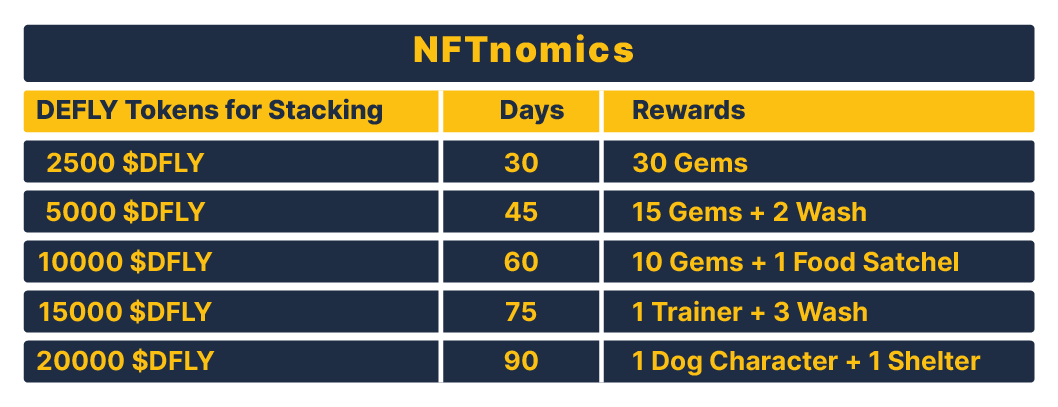 NFTnomics
DEFLY Tokens for Stacking Days Rewards
2500 $DFLY 30 30 Gems
5000 $DFLY 45 15 Gems + 2 Wash
10000 $DFLY 60 10 Gems + 1 Food Satchel
15000 $DFLY 75 1 Trainer + 3 Wash
20000 $DFLY 90 1 Dog Character + 1 Shelter